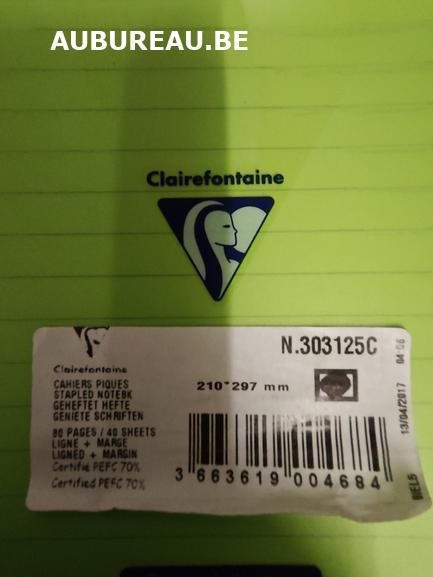 AUBUREAU.BE
Clairefontaine
N.303125C
Clairefontaine
CAHIERS PIQUES
STAPLED NOTEBK
GEHEFTET HEFTE
GENIETE SCHRIFTEN
210*297 mm
80 PAGES / 40 SHEETS
LIGNE + MARGE
LIGNED + MARGIN
Certifié PEFC 70%
Certified PEFC 70%
3 663619 004684
13/04/2017 04:06